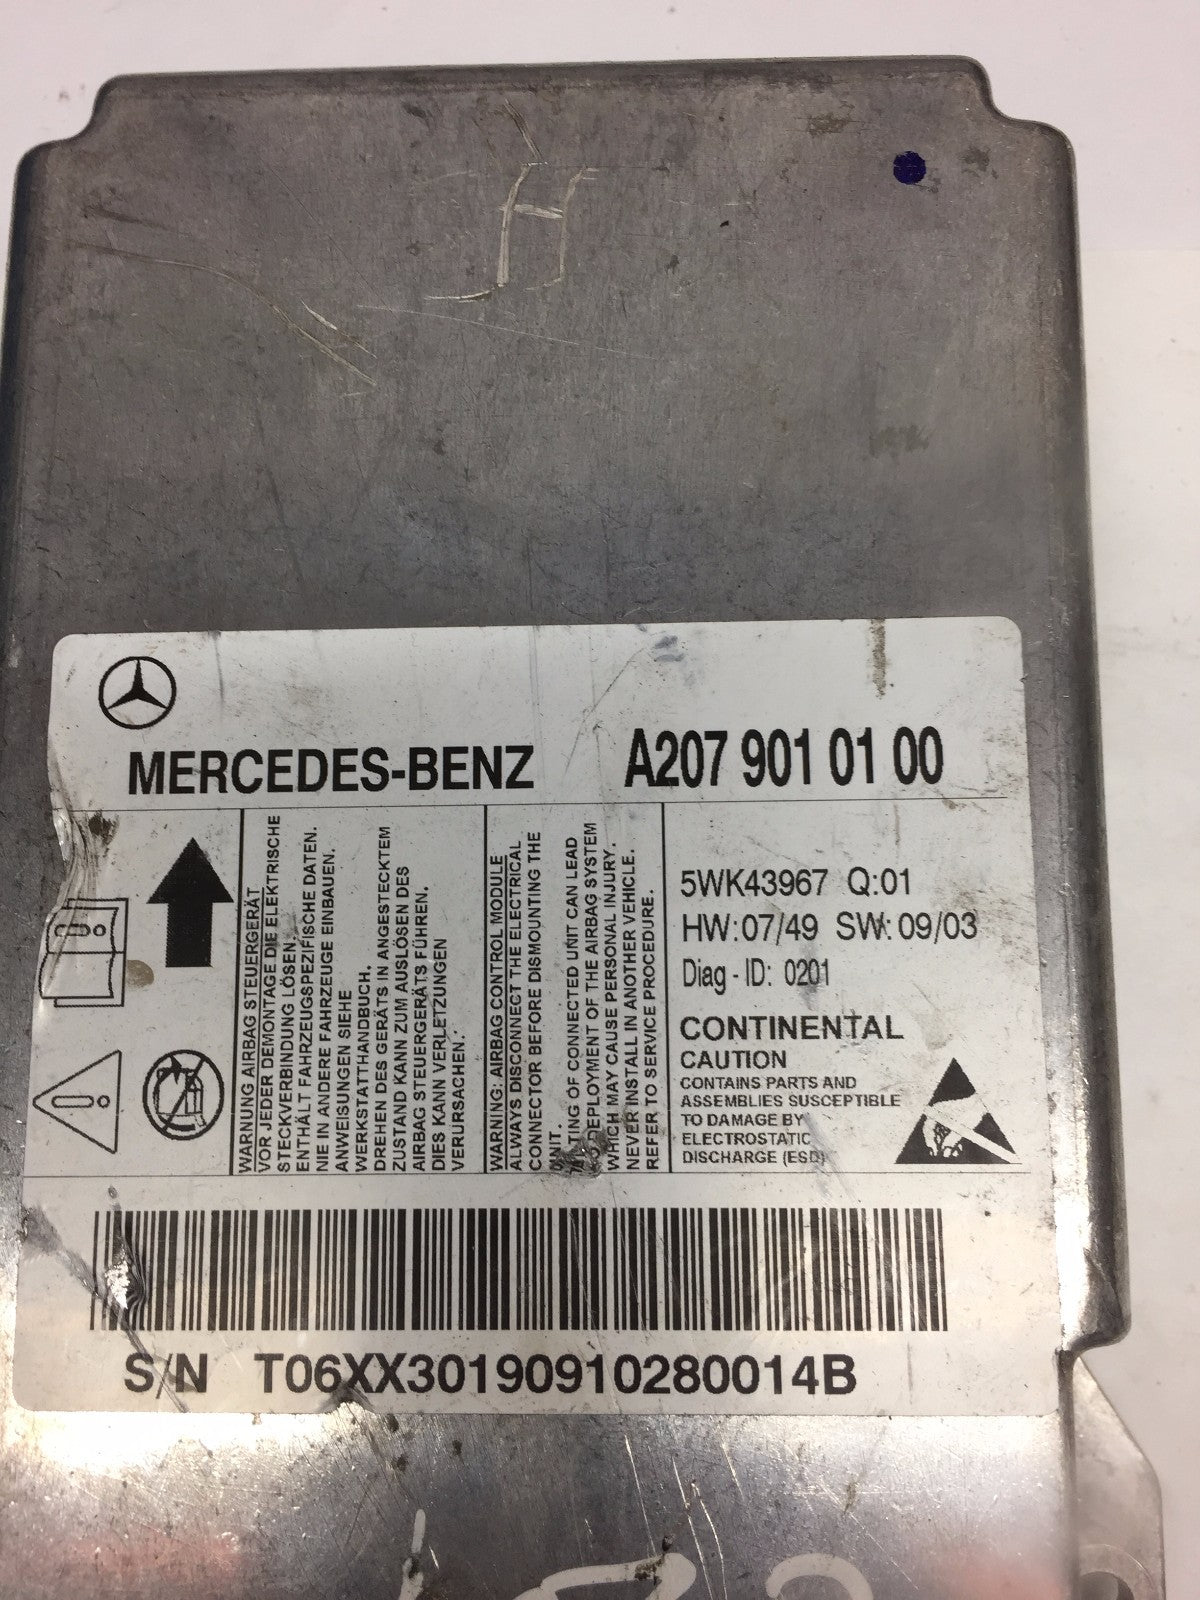 MERCEDES-BENZ
A207 901 01 00
WARNUNG AIRBAG STEUERGERÄT
VOR JEDER DEMONTAGE DIE ELEKTRISCHE
STECKVERBINDUNG LÖSEN.
ENTHÄLT FAHRZEUGSPEZIFISCHE DATEN.
NIE IN ANDERE FAHRZEUGE EINBAUEN.
ANWEISUNGEN SIEHE
WERKSTATTHANDBUCH.
DREHEN DES GERÄTS IN ANGESTECKTEM
ZUSTAND KANN ZUM AUSLÖSEN DES
AIRBAG STEUERGERÄTS FÜHREN.
DIES KANN VERLETZUNGEN
VERURSACHEN.
WARNING: AIRBAG CONTROL MODULE
ALWAYS DISCONNECT THE ELECTRICAL
CONNECTOR BEFORE DISMOUNTING THE
UNIT.
OF CONNECTED UNIT CAN LEAD
DEPLOYMENT OF THE AIRBAG SYSTEM
WHICH MAY CAUSE PERSONAL INJURY.
NEVER INSTALL IN ANOTHER VEHICLE.
REFER TO SERVICE PROCEDURE.
5WK43967 Q:01
HW:07/49 SW:09/03
Diag - ID: 0201
CONTINENTAL
CAUTION
CONTAINS PARTS AND
ASSEMBLIES SUSCEPTIBLE
TO DAMAGE BY
ELECTROSTATIC
DISCHARGE (ESD)
S/N T06XX30190910280014B